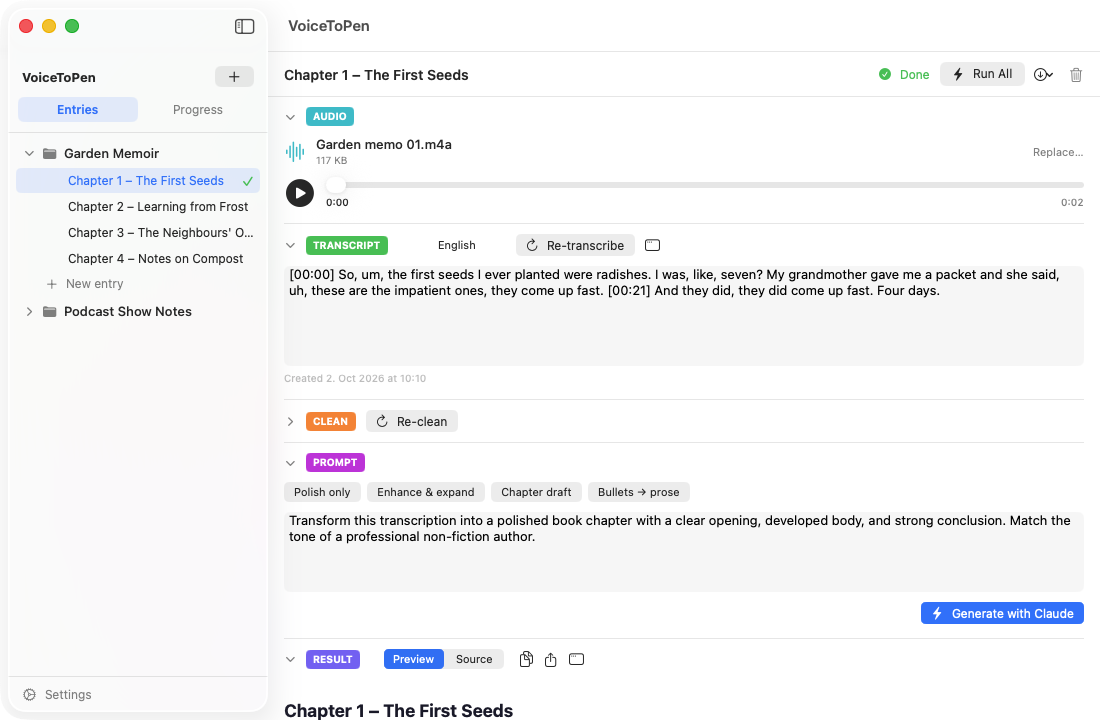 VoiceToPen
VoiceToPen
Entries
Progress
Garden Memoir
Chapter 1 – The First Seeds
Chapter 2 – Learning from Frost
Chapter 3 – The Neighbours' O...
Chapter 4 – Notes on Compost
New entry
Podcast Show Notes
Settings
Chapter 1 – The First Seeds
Done
Run All
AUDIO
Garden memo 01.m4a
117 KB
Replace...
0:00
0:02
TRANSCRIPT
English
Re-transcribe
[00:00] So, um, the first seeds I ever planted were radishes. I was, like, seven? My grandmother gave me a packet and she said,
uh, these are the impatient ones, they come up fast. [00:21] And they did, they did come up fast. Four days.
Created 2. Oct 2026 at 10:10
CLEAN
Re-clean
PROMPT
Polish only
Enhance & expand
Chapter draft
Bullets → prose
Transform this transcription into a polished book chapter with a clear opening, developed body, and strong conclusion. Match the
tone of a professional non-fiction author.
Generate with Claude
RESULT
Preview
Source
Chapter 1 – The First Seeds